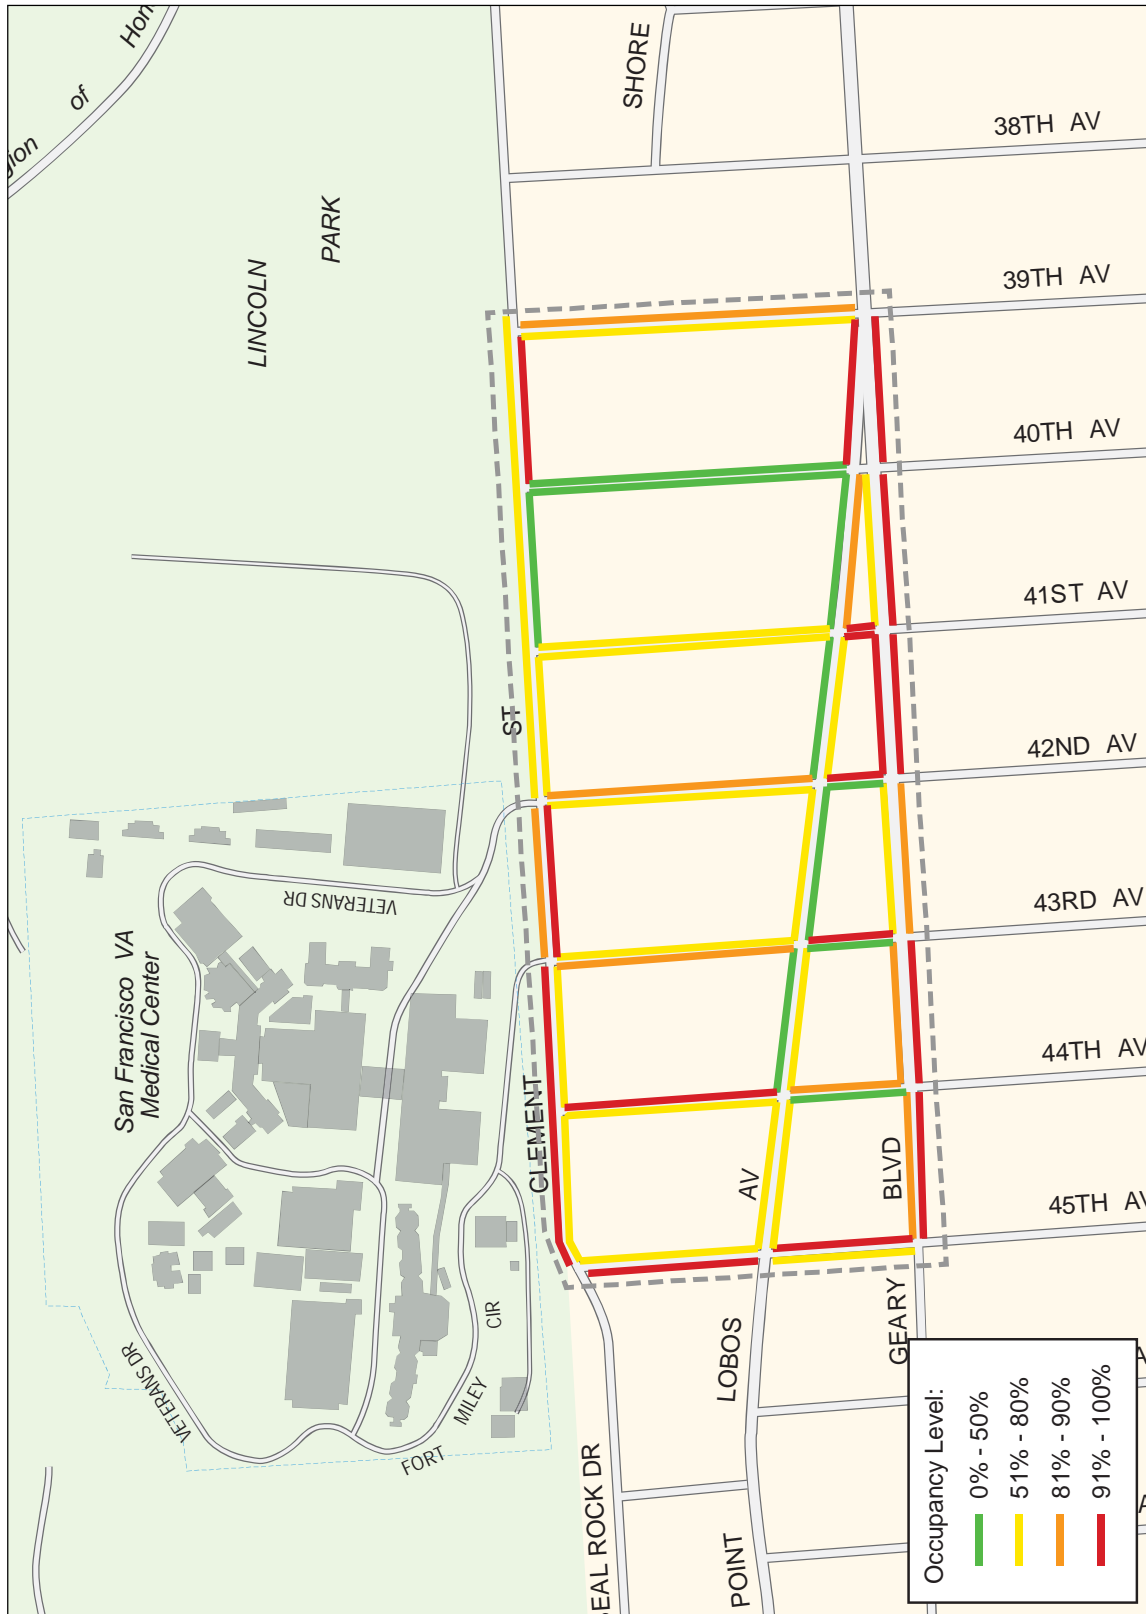 Hon
of
gion
LINCOLN
PARK
SHORE
38TH AV
39TH AV
40TH AV
41ST AV
42ND AV
43RD AV
44TH AV
45TH AV
ST
CLEMENT
VETERANS DR
San Francisco VA
Medical Center
VETERANS DR
FORT
MILEY
CIR
AV
LOBOS
POINT
BLVD
GEARY
SEAL ROCK DR
A
A
Occupancy Level:
0% - 50%
51% - 80%
81% - 90%
91% - 100%